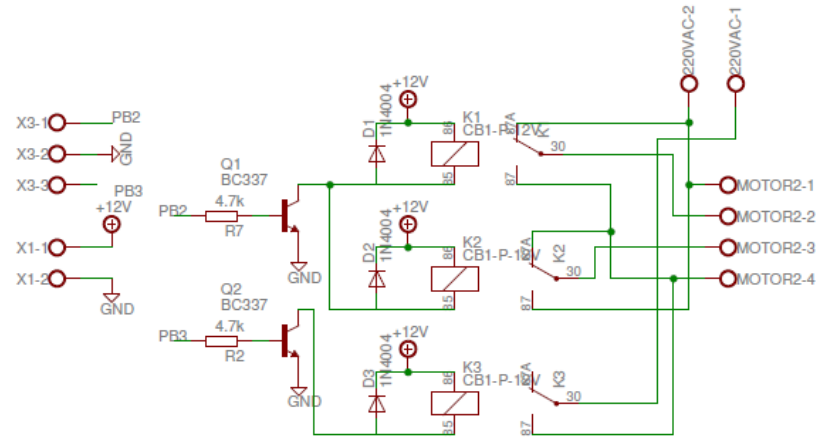 220VAC-2
220VAC-1
X3-1
PB2
X3-2
GND
X3-3
PB3
X1-1
+12V
X1-2
GND
Q1
BC337
PB2
4.7k
R7
GND
Q2
BC337
PB3
4.7k
R2
GND
+12V
D1
1N4004
86
85
K1
CB1-P-12V
87A
K
30
87
+12V
D2
1N4004
86
85
K2
CB1-P-12V
87A
K2
30
87
+12V
D3
1N4004
86
85
K3
CB1-P-12V
87A
K3
30
87
MOTOR2-1
MOTOR2-2
MOTOR2-3
MOTOR2-4